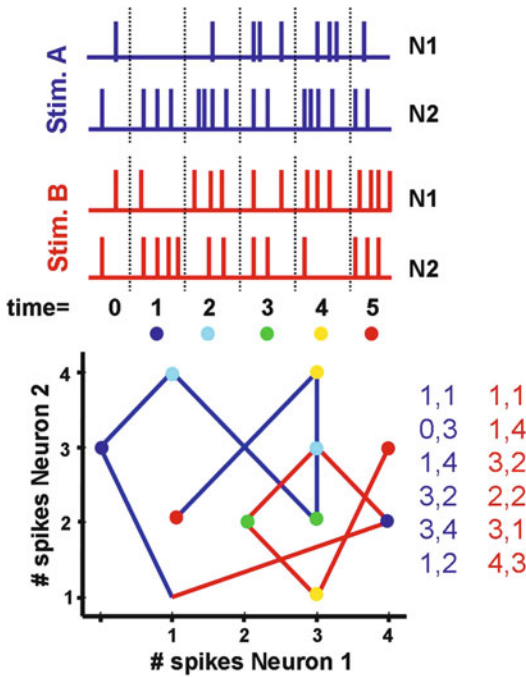 Stim. A
N1
N2
Stim. B
N1
N2
time= 0 1 2 3 4 5
# spikes Neuron 2
4
3
2
1
1 2 3 4
# spikes Neuron 1
1,1 1,1
0,3 1,4
1,4 3,2
3,2 2,2
3,4 3,1
1,2 4,3